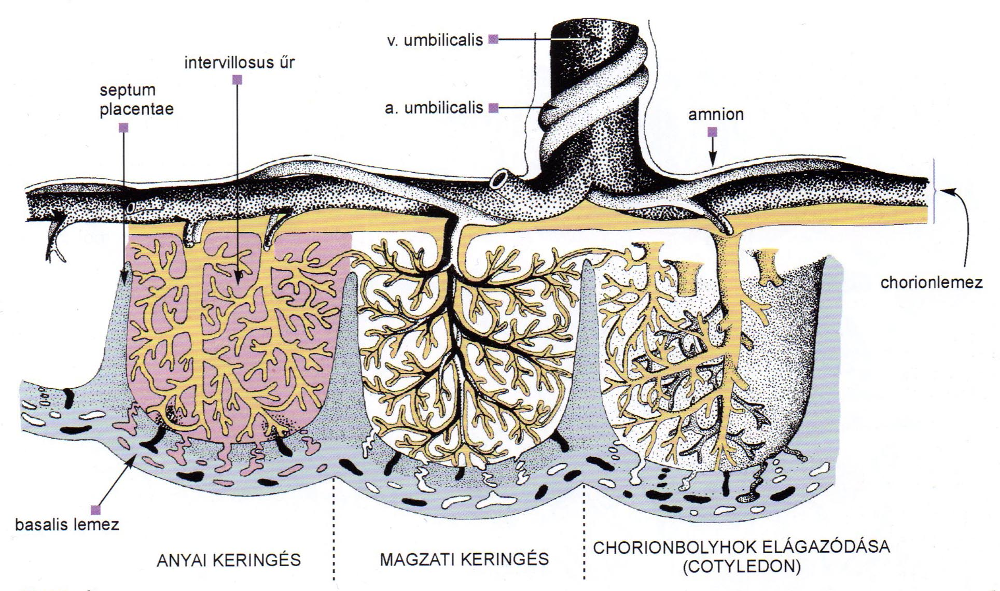 v. umbilicalis
intervillosus űr
septum
placentae
a. umbilicalis
amnion
chorionlemez
basalis lemez
ANYAI KERINGÉS
MAGZATI KERINGÉS
CHORIONBOLYHOK ELÁGAZÓDÁSA
(COTYLEDON)